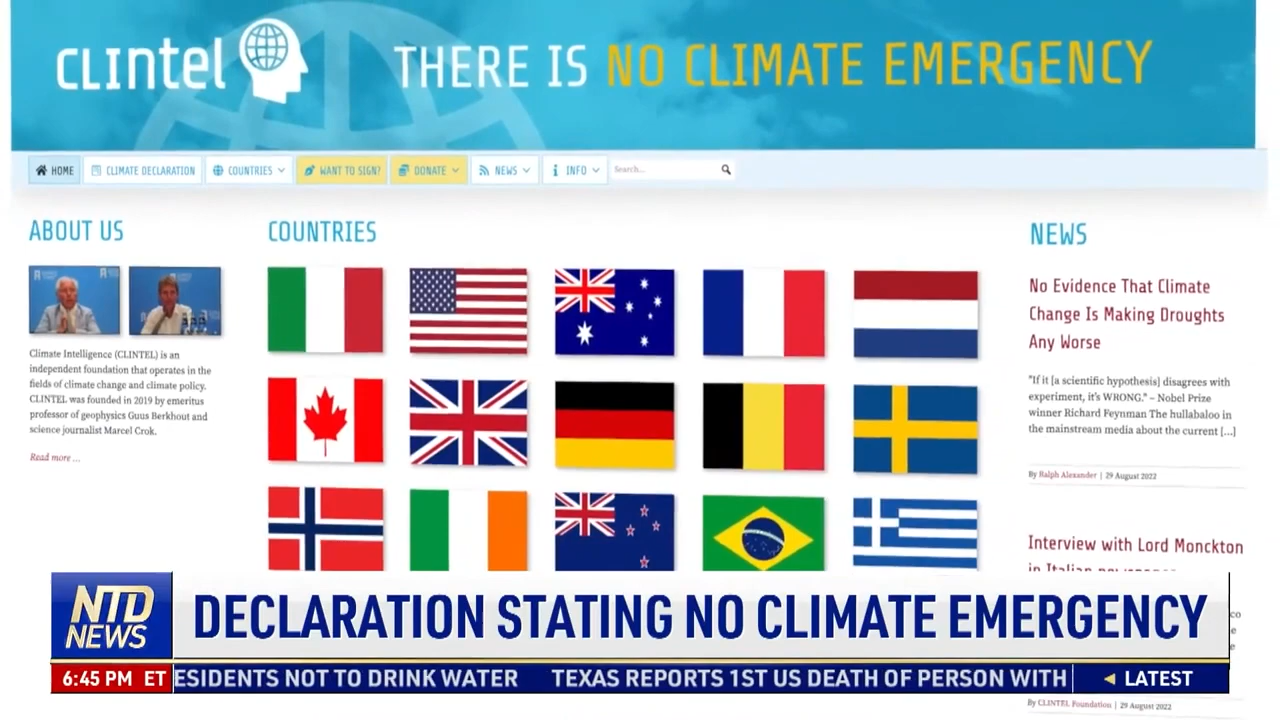 CLINTEL
THERE IS NO CLIMATE EMERGENCY
HOME
CLIMATE DECLARATION
COUNTRIES
WANT TO SIGN?
DONATE
NEWS
INFO
Search...
ABOUT US
Climate Intelligence (CLINTEL) is an
independent foundation that operates in the
fields of climate change and climate policy.
CLINTEL was founded in 2019 by emeritus
professor of geophysics Guus Berkhout and
science journalist Marcel Crok.
Read more ...
COUNTRIES
NEWS
No Evidence That Climate
Change Is Making Droughts
Any Worse
"If it [a scientific hypothesis] disagrees with
experiment, it's WRONG." – Nobel Prize
winner Richard Feynman The hullabaloo in
the mainstream media about the current [...]
By Ralph Alexander | 29 August 2022
Interview with Lord Monckton
in Italian
By CLINTEL Foundation | 29 August 2022
NTD
NEWS
DECLARATION STATING NO CLIMATE EMERGENCY
6:45 PM ET
ESIDENTS NOT TO DRINK WATER TEXAS REPORTS 1ST US DEATH OF PERSON WITH
LATEST